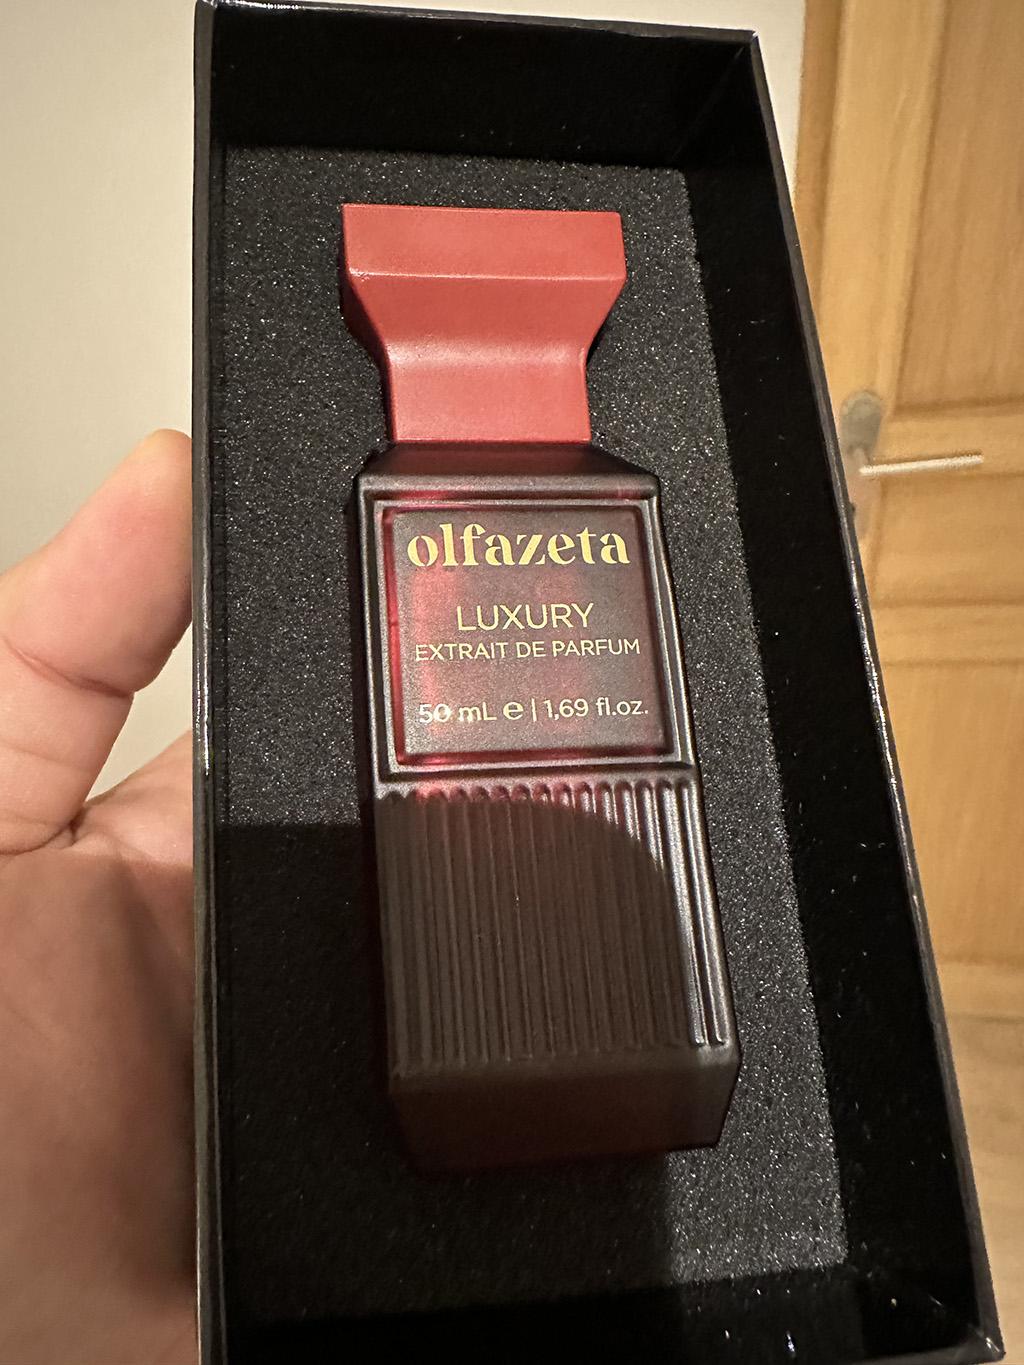 olfazeta
LUXURY
EXTRAIT DE PARFUM
50 mL ℮ | 1,69 fl.oz.